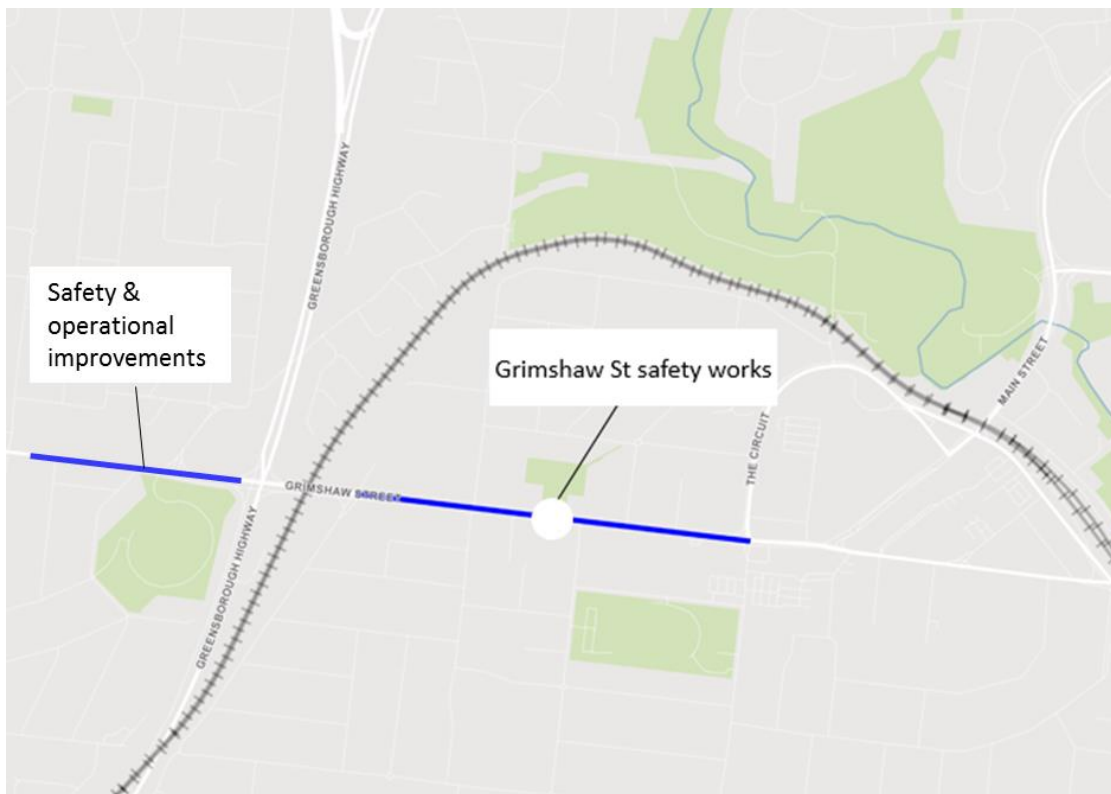 GREENSBOROUGH HIGHWAY
Safety &
operational
improvements
Grimshaw St safety works
MAIN STREET
THE CIRCUIT
GRIMSHAW STREET
GREENSBOROUGH HIGHWAY